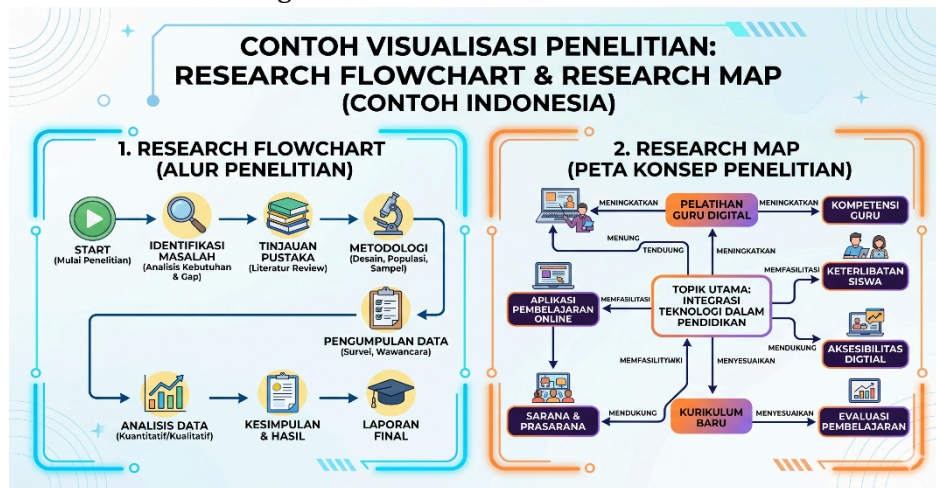 CONTOH VISUALISASI PENELITIAN:
RESEARCH FLOWCHART & RESEARCH MAP
(CONTOH INDONESIA)
1. RESEARCH FLOWCHART
(ALUR PENELITIAN)
START
(Mulai Penelitian)
IDENTIFIKASI
MASALAH
(Analisis Kebutuhan
& Gap)
TINJAUAN
PUSTAKA
(Literatur Review)
METODOLOGI
(Desain, Populasi,
Sampel)
PENGUMPULAN DATA
(Survei, Wawancara)
ANALISIS DATA
(Kuantitatif/Kualitatif)
KESIMPULAN
& HASIL
LAPORAN
FINAL
2. RESEARCH MAP
(PETA KONSEP PENELITIAN)
MENINGKATKAN
PELATIHAN
GURU DIGITAL
MENINGKATKAN
KOMPETENSI
GURU
MENUNG
TENDUUNG
MENINGKATKAN
MEMFASILITASI
KETERLIBATAN
SISWA
APLIKASI
PEMBELAJARAN
ONLINE
MEMFASILITASI
TOPIK UTAMA:
INTEGRASI
TEKNOLOGI DALAM
PENDIDIKAN
MENDUKUNG
AKSESIBILITAS
DIGTIAL
MENYESUAIKAN
SARANA &
PRASARANA
MENDUKUNG
KURIKULUM
BARU
MENYESUAIKAN
EVALUASI
PEMBELAJARAN